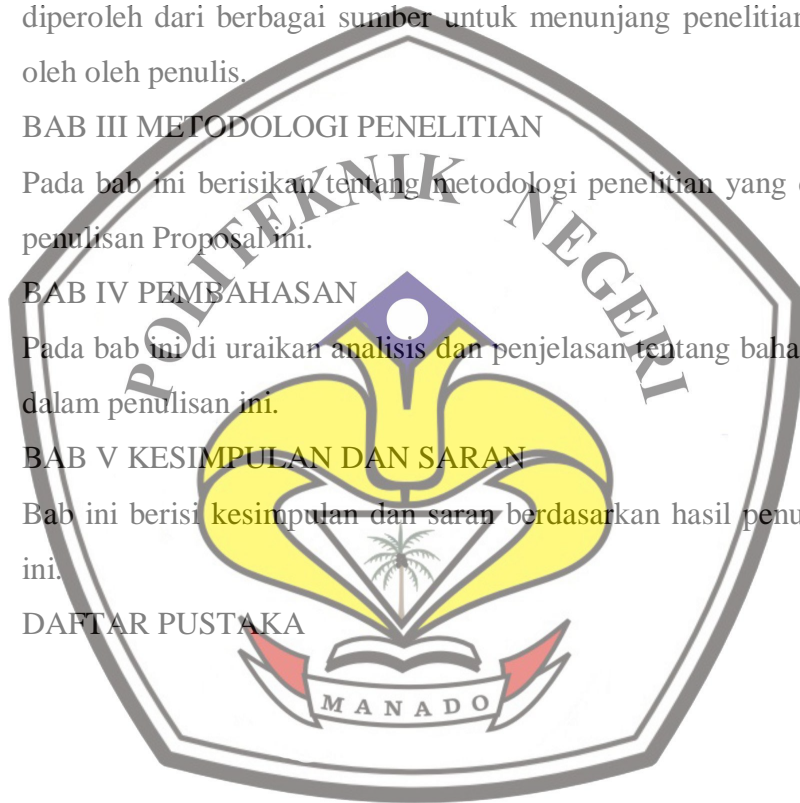 diperoleh dari berbagai sumber untuk menunjang penelitian
oleh oleh penulis.
BAB III METODOLOGI PENELITIAN
Pada bab ini berisikan tentang metodologi penelitian yang
penulisan Proposal ini.
BAB IV PEMBAHASAN
Pada bab ini di uraikan analisis dan penjelasan tentang
dalam penulisan ini.
BAB V KESIMPULAN DAN SARAN
Bab ini berisi kesimpulan dan saran berdasarkan hasil
ini.
DAFTAR PUSTAKA
POLITEKNIK NEGERI
MANADO